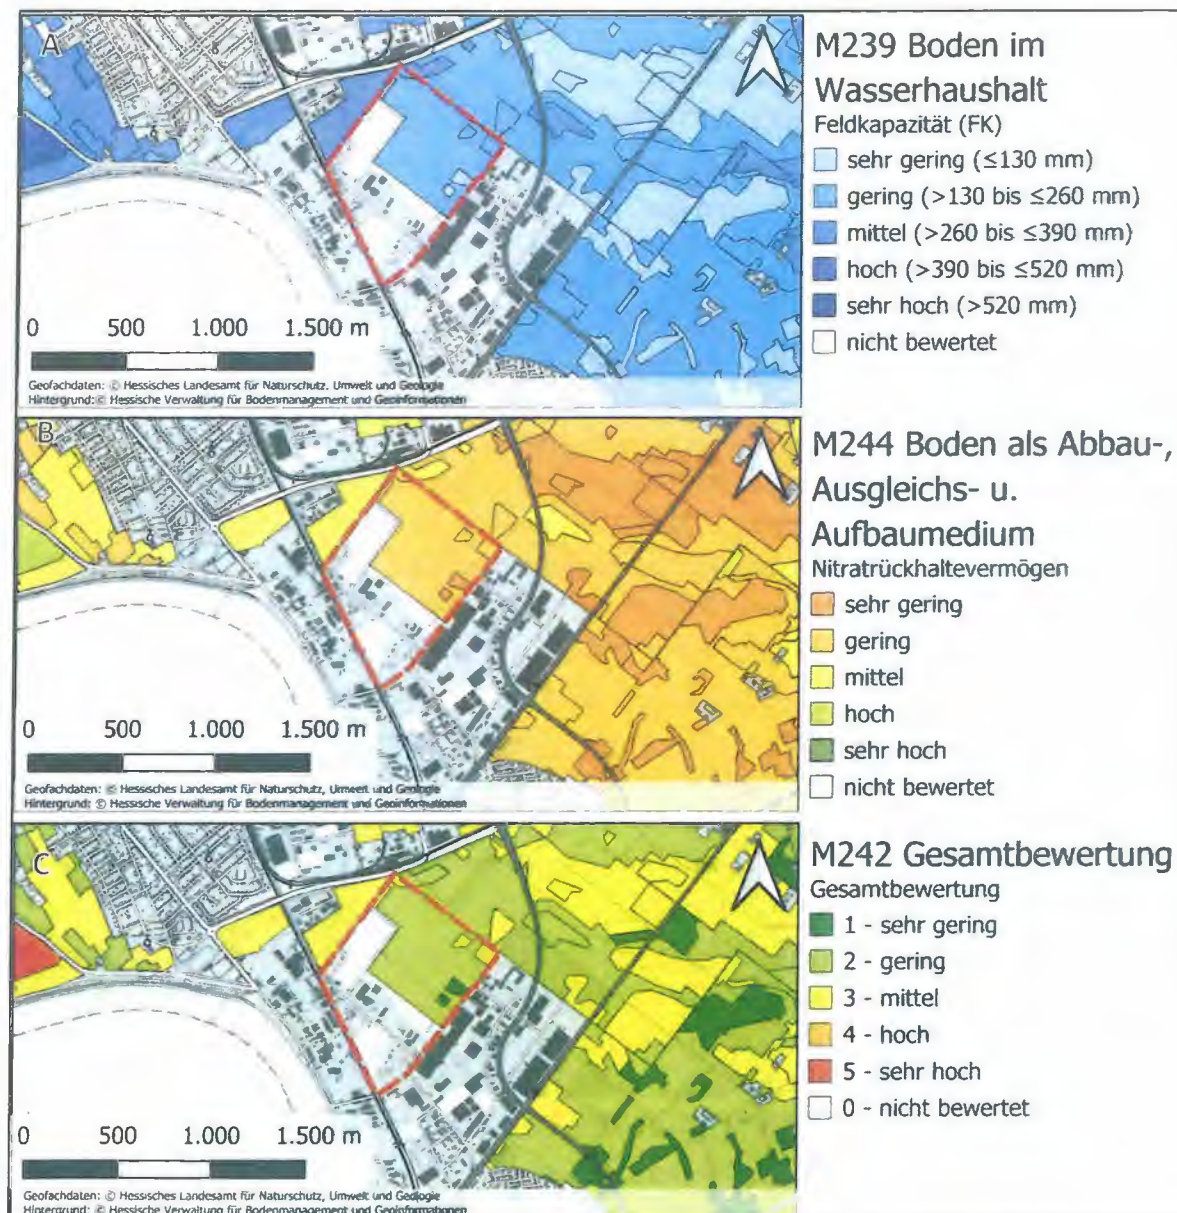 A
M239 Boden im
Wasserhaushalt
Feldkapazität (FK)
sehr gering (≤130 mm)
gering (>130 bis ≤260 mm)
mittel (>260 bis ≤390 mm)
hoch (>390 bis ≤520 mm)
sehr hoch (>520 mm)
nicht bewertet
0 500 1.000 1.500 m
Geofachdaten: © Hessisches Landesamt für Naturschutz, Umwelt und Geologie
Hintergrund: © Hessische Verwaltung für Bodenmanagement und Geoinformationen
B
M244 Boden als Abbau-,
Ausgleichs- u.
Aufbaumedium
Nitratrückhaltevermögen
sehr gering
gering
mittel
hoch
sehr hoch
nicht bewertet
0 500 1.000 1.500 m
Geofachdaten: © Hessisches Landesamt für Naturschutz, Umwelt und Geologie
Hintergrund: © Hessische Verwaltung für Bodenmanagement und Geoinformationen
C
M242 Gesamtbewertung
Gesamtbewertung
1 - sehr gering
2 - gering
3 - mittel
4 - hoch
5 - sehr hoch
0 - nicht bewertet
0 500 1.000 1.500 m
Geofachdaten: © Hessisches Landesamt für Naturschutz, Umwelt und Geologie
Hintergrund: © Hessische Verwaltung für Bodenmanagement und Geoinformationen